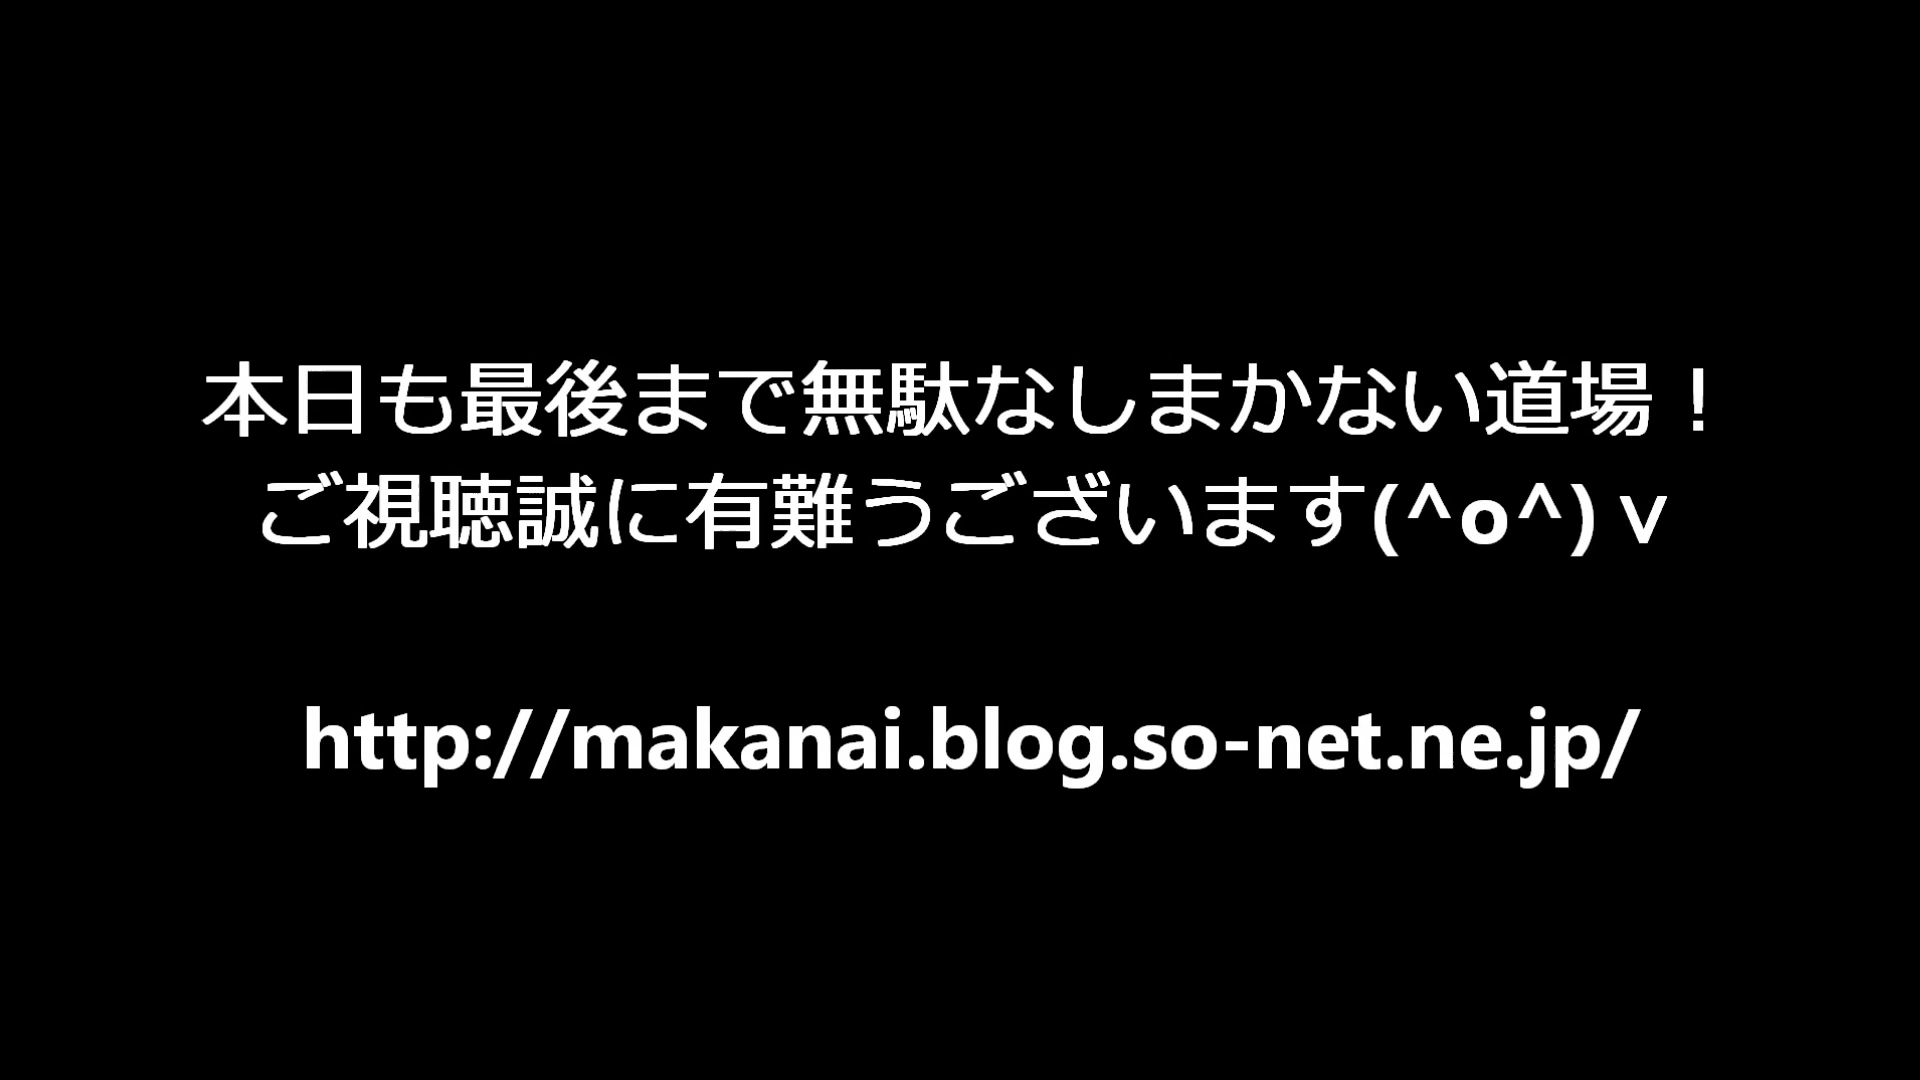 本日も最後まで無駄なしまかない道場！
ご視聴誠に有難うございます(^o^)ｖ
http://makanai.blog.so-net.ne.jp/